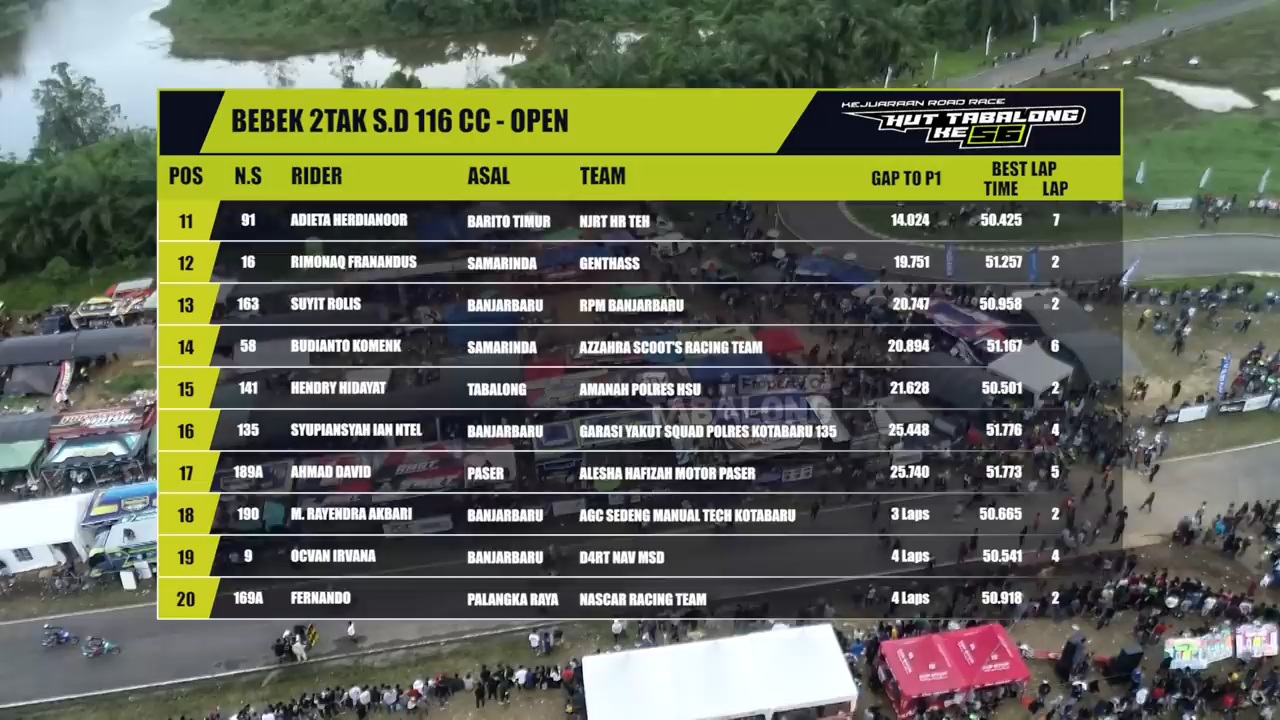 BEBEK 2TAK S.D 116 CC - OPEN
KEJUARAAN ROAD RACE
HUT TABALONG
KE 56
POS N.S RIDER ASAL TEAM GAP TO P1 BEST LAP
TIME LAP
11 91 ADIETA HERDIANOOR BARITO TIMUR NJRT HR TEH 14.024 50.425 7
12 16 RIMONAQ FRANANDUS SAMARINDA GENTHASS 19.751 51.257 2
13 163 SUYIT ROLIS BANJARBARU RPM BANJARBARU 20.747 50.958 2
14 58 BUDIANTO KOMENK SAMARINDA AZZAHRA SCOOT'S RACING TEAM 20.894 51.167 6
15 141 HENDRY HIDAYAT TABALONG AMANAH POLRES HSU 21.628 50.501 2
Property Of
TABALONG
16 135 SYUPIANSYAH IAN NTEL BANJARBARU GARASI YAKUT SQUAD POLRES KOTABARU 135 25.448 51.776 4
17 189A AHMAD DAVID PASER ALESHA NAFIZAH MOTOR PASER 25.740 51.773 5
18 190 M. RAYENDRA AKBARI BANJARBARU AGC SEDENG MANUAL TECH KOTABARU 3 Laps 50.665 2
19 9 OCVAN IRVANA BANJARBARU D4RT NAV MSD 4 Laps 50.541 4
20 169A FERNANDO PALANGKA RAYA NASCAR RACING TEAM 4 Laps 50.918 2